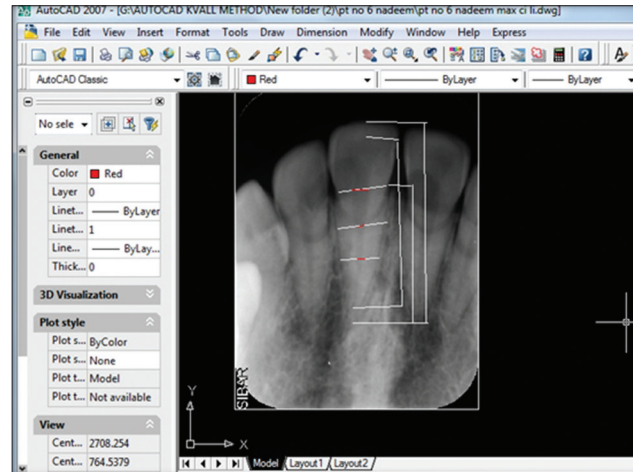 AutoCAD 2007 - [G:\AUTOCAD KVALL METHOD\New folder (2)\pt no 6 nadeem\pt no 6 nadeem max ci li.dwg]
File Edit View Insert Format Tools Draw Dimension Modify Window Help Express
AutoCAD Classic Red ByLayer ByLayer
No sele
General
Color Red
Layer 0
Linet... ByLayer
Linet... 1
Line... ByLay...
Thick... 0
3D Visualization
Plot style
Plot s... ByColor
Plot s... None
Plot t... Model
Plot t... Not available
View
Cent... 2708.254
Cent... 764.5379
SIBAR
Y
X
Model Layout1 Layout2